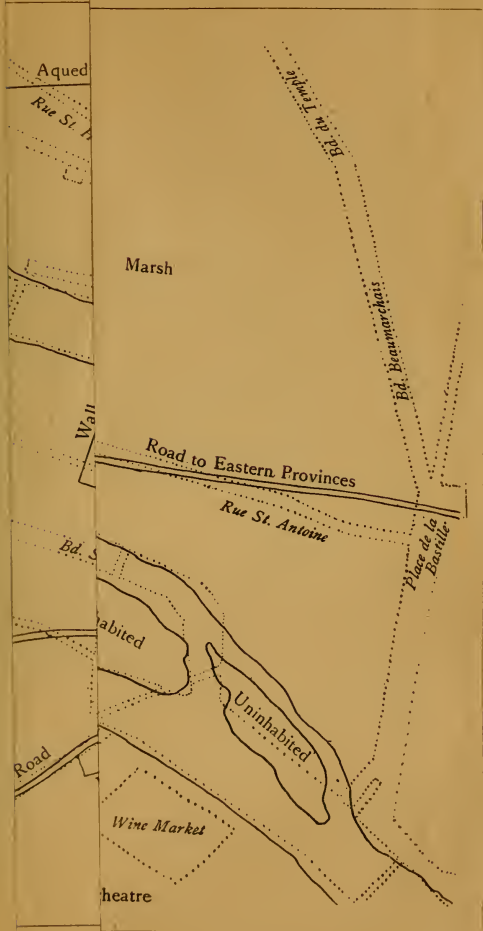 Aqued
Rue St. H
Bd. du Temple
Marsh
Bd. Beaumarchais
Wall
Road to Eastern Provinces
Rue St. Antoine
Place de la
Bastille
Bd. S
habited
Uninhabited
Road
Wine Market
heatre